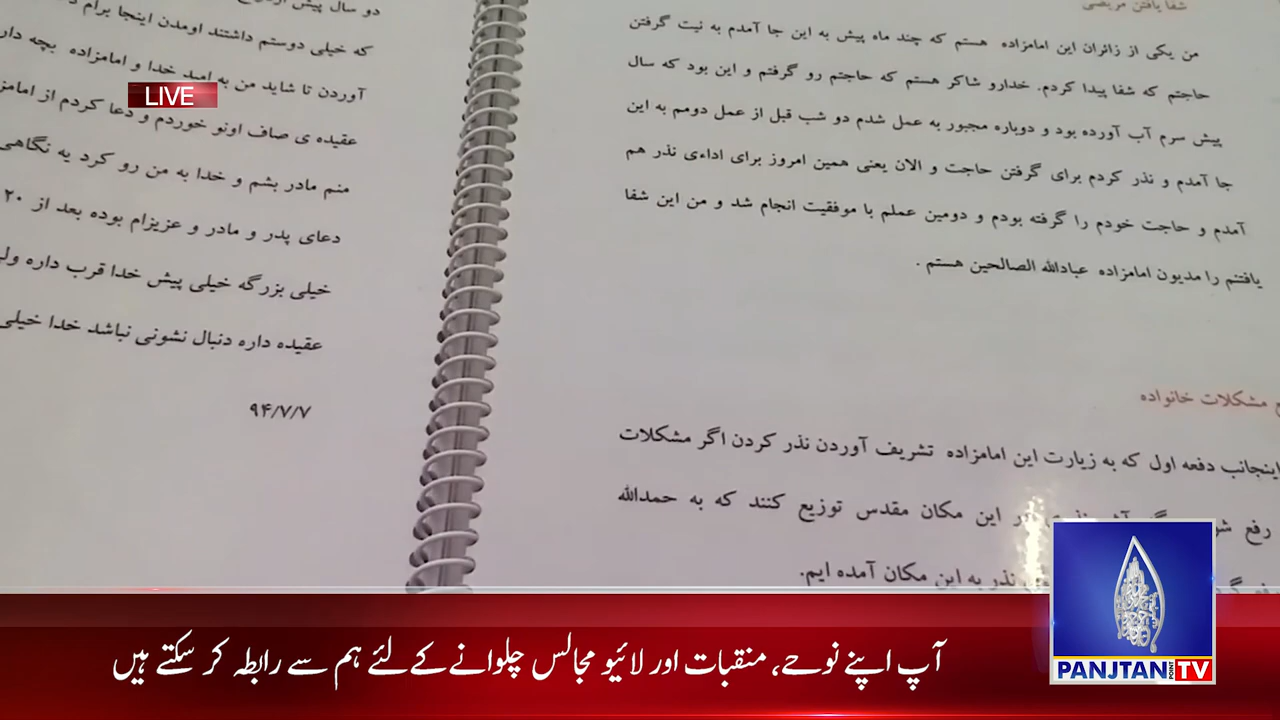 شفا یافتن مریضی
من یکی از زائران این امامزاده هستم که چند ماه پیش به این جا آمدم به نیت گرفتن
حاجتم که شفا پیدا کردم. خدارو شاکر هستم که حاجتم رو گرفتم و این بود که سال
پیش سرم آب آورده بود و دوباره مجبور به عمل شدم دو شب قبل از عمل دومم به این
جا آمدم و نذر کردم برای گرفتن حاجت و الان یعنی همین امروز برای اداءی نذر هم
آمدم و حاجت خودم را گرفته بودم و دومین عملم با موفقیت انجام شد و من این شفا
یافتنم را مدیون امامزاده عبادالله الصالحین هستم .
مشکلات خانواده
اینجانب دفعه اول که به زیارت این امامزاده تشریف آوردن نذر کردن اگر مشکلات
رفع این مکان مقدس توزیع کنند که به حمدالله
نذر به این مکان آمده ایم.
دو سال پیش
که خیلی دوستم داشتند اومدن اینجا برام
آوردن تا شاید من به امید خدا و امامزاده بچه
عقیده ی صاف اونو خوردم و دعا کردم از
منم مادر بشم و خدا به من رو کرد یه نگاهی
دعای پدر و مادر و عزیزام بوده بعد از ۲۰
خیلی بزرگه خیلی پیش خدا قرب داره
عقیده داره دنبال نشونی نباشد خدا خیلی
۹۴/۷/۷
LIVE
آپ اپنے نوحے، منقبات اور لائیو مجالس چلوانے کے لئے ہم سے رابطہ کر سکتے ہیں
PANJTAN POINT TV